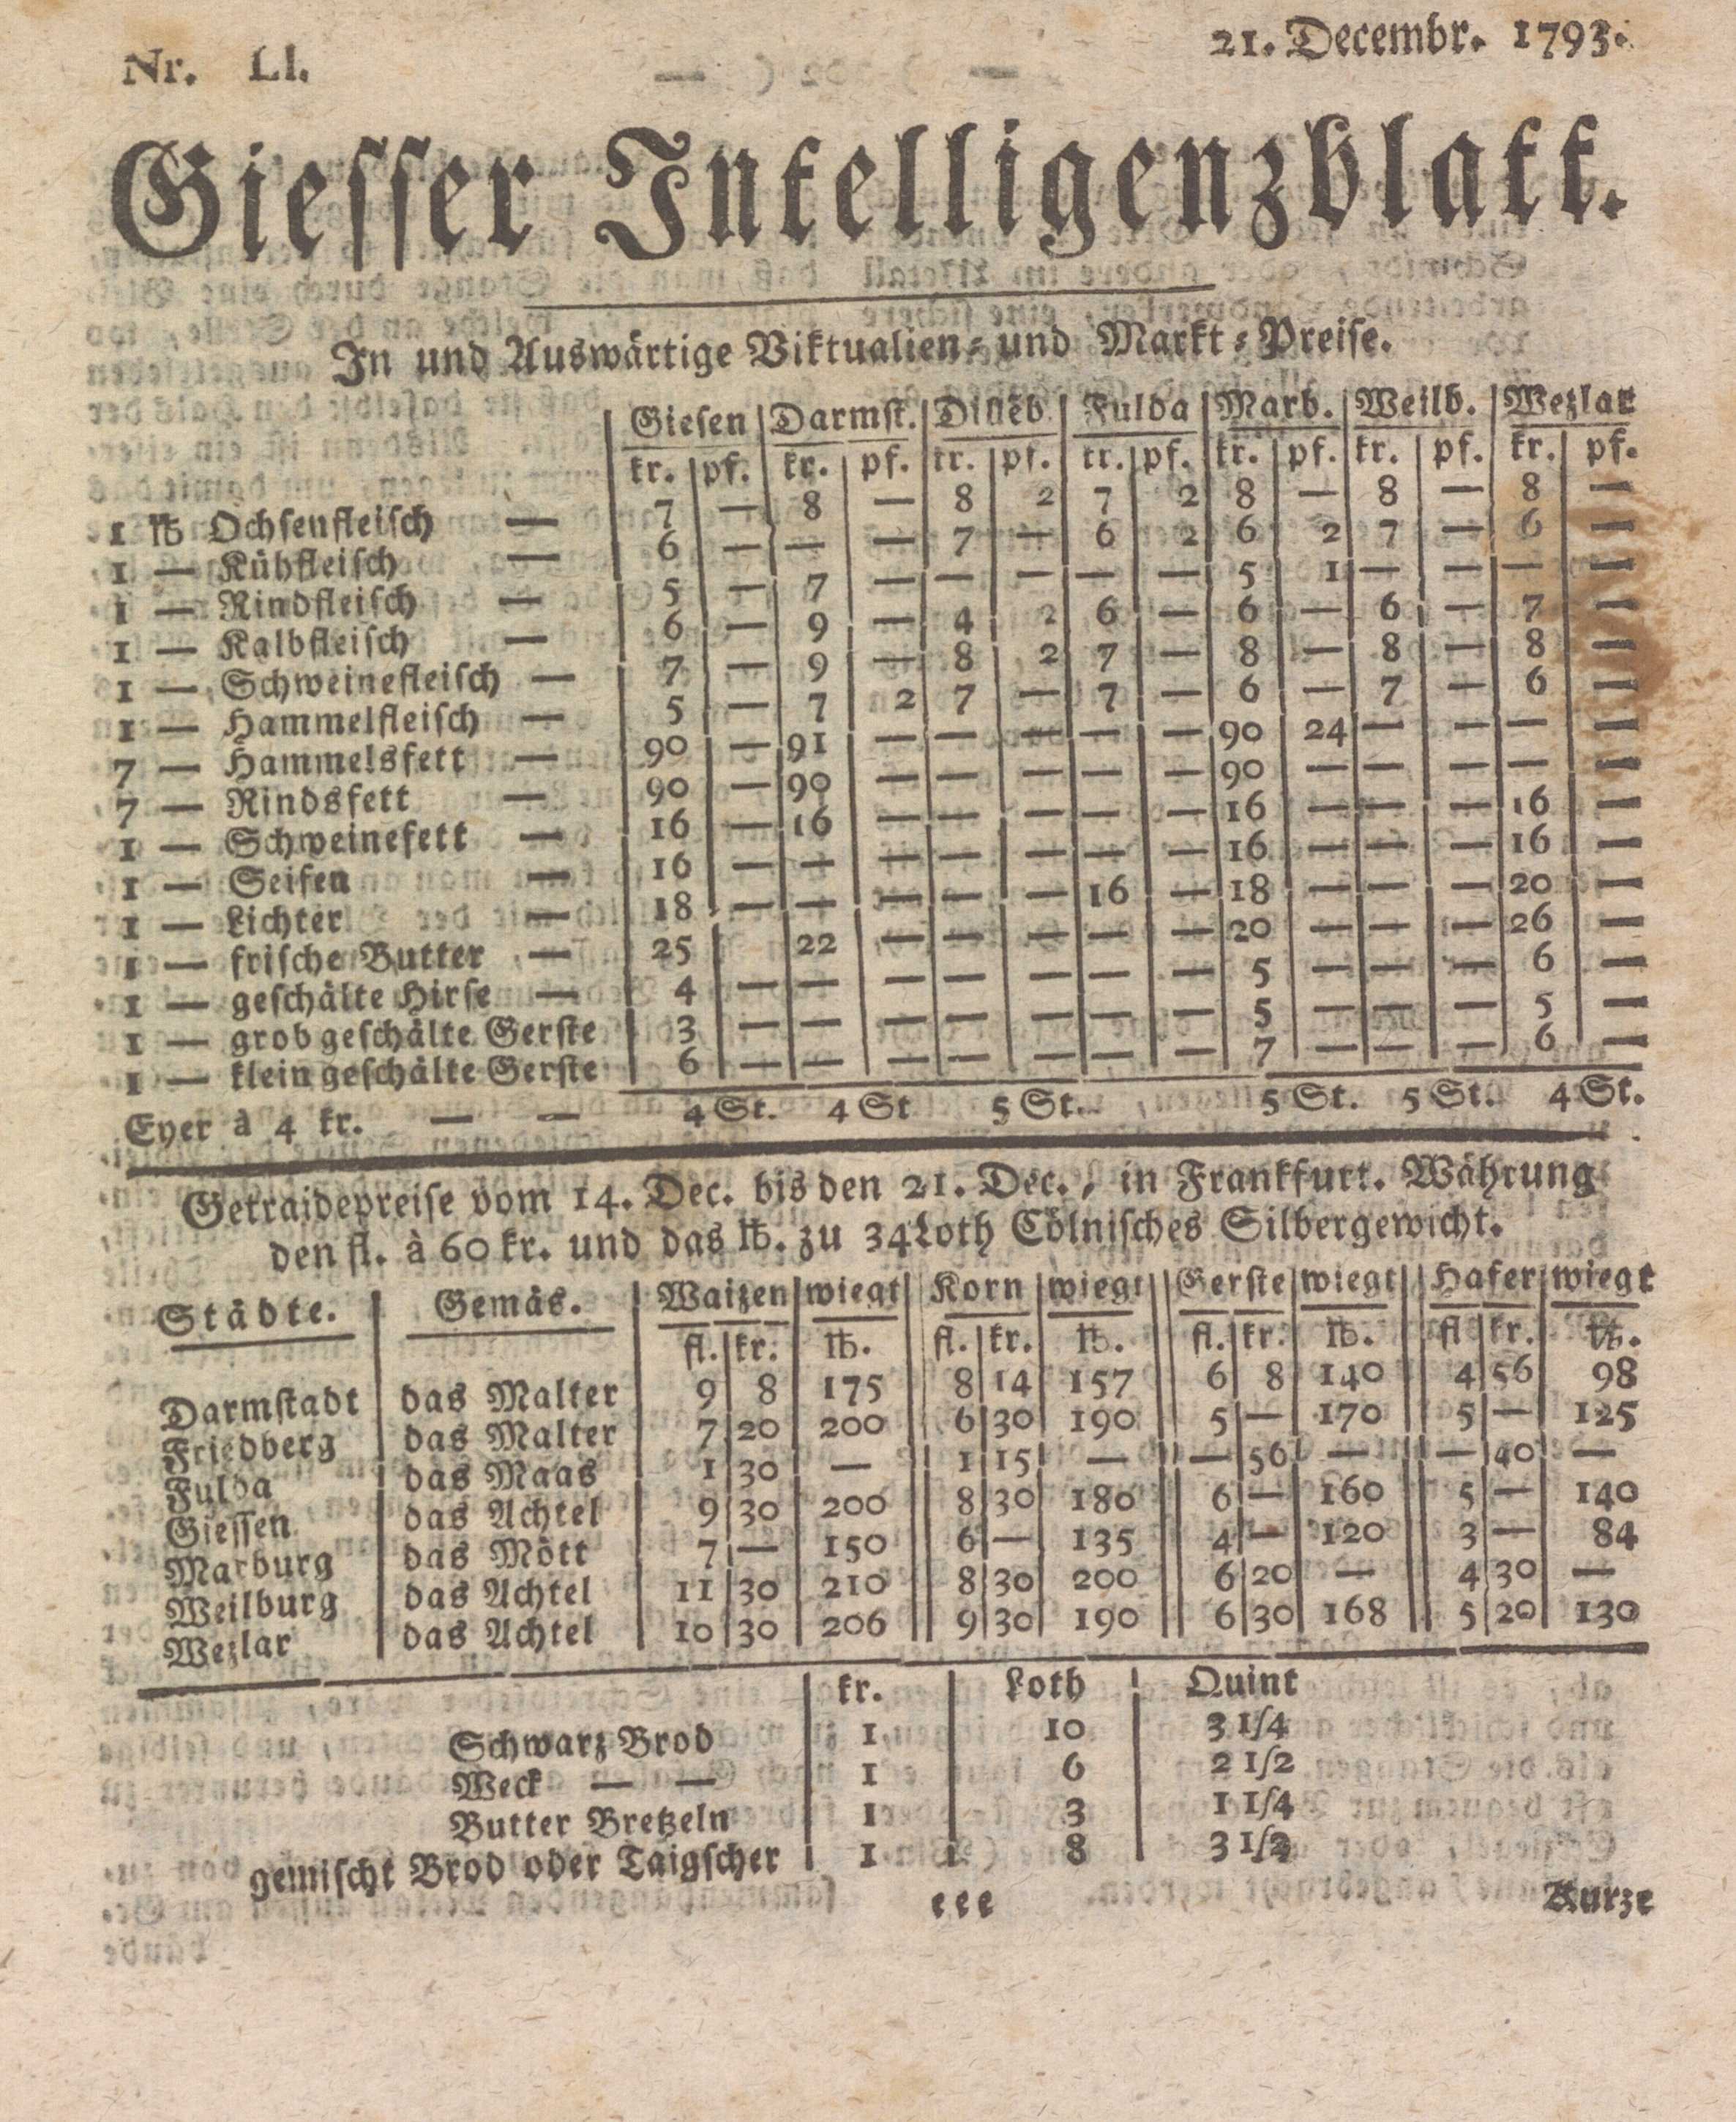 Nr. LI.
21. Decembr. 1793.
Giesser Intelligenzblatt.
In und Auswärtige Viktualien- und Markt-Preise.
Giesen Darmst. Dilleb Fulda Marb. Weilb. Wezlar
kr. pf. kr. pf. kr. pf. kr. pf. kr. pf. kr. pf. kr. pf.
1 ℔ Ochsenfleisch — 7 — 8 — 8 2 7 2 8 — 8 — 8 —
1 — Kühfleisch — 6 — — — 7 — 6 2 6 2 7 — 6 —
1 — Rindfleisch — 5 — 7 — — — — — 5 1 — — — —
1 — Kalbfleisch — 6 — 9 — 4 2 6 — 6 — 6 — 7 —
1 — Schweinefleisch — 7 — 9 — 8 2 7 — 8 — 8 — 8 —
1 — Hammelfleisch — 5 — 7 2 7 — 7 — 6 — 7 — 6 —
7 — Hammelsfett — 90 — 91 — — — — — 90 24 — — — —
7 — Rindsfett — 90 — 90 — — — — — 90 — — — — —
1 — Schweinefett — 16 — 16 — — — — — 16 — — — 16 —
1 — Seifen — 16 — — — — — — — 16 — — — 16 —
1 — Lichter — 18 — — — — — 16 — 18 — — — 20 —
1 — frische Butter — 25 22 — — — — — 20 — — — 26 —
1 — geschälte Hirse — 4 — — — — — — — 5 — — — 6 —
1 — grob geschälte Gerste 3 — — — — — — — 5 — — — 5 —
1 — klein geschälte Gerste 6 — — — — — — — 7 — — — 6 —
Eyer à 4 kr. — — 4 St. 4 St 5 St. 5 St. 5 St. 4 St.
Getraidepreise vom 14. Dec. bis den 21. Dec., in Frankfurt. Währung
den fl. à 60 kr. und das ℔. zu 34 Loth Cölnisches Silbergewicht.
Städte. Gemäs. Waizen wiegt Korn wiegt Gerste wiegt Hafer wiegt
fl. kr. ℔. fl. kr. ℔. fl. kr. ℔. fl kr. ℔.
Darmstadt das Malter 9 8 175 8 14 157 6 8 140 4 56 98
Friedberg das Malter 7 20 200 6 30 190 5 — 170 5 — 125
Fulda das Maas 1 30 — 1 15 — — 56 — — 40 —
Giessen das Achtel 9 30 200 8 30 180 6 — 160 5 — 140
Marburg das Mött 7 — 150 6 — 135 4 — 120 3 — 84
Weilburg das Achtel 11 30 210 8 30 200 6 20 — 4 30 —
Wezlar das Achtel 10 30 206 9 30 190 6 30 168 5 20 130
kr. Loth Quint
Schwarz Brod 1 10 3 1/4
Weck — — 1 6 2 1/2
Butter Bretzeln 1 3 1 1/4
gemischt Brod oder Taigscher 1 8 3 1/2
e e e
Kurze